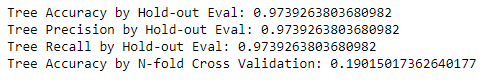 Tree Accuracy by Hold-out Eval: 0.9739263803680982
Tree Precision by Hold-out Eval: 0.9739263803680982
Tree Recall by Hold-out Eval: 0.9739263803680982
Tree Accuracy by N-fold Cross Validation: 0.19015017362640177